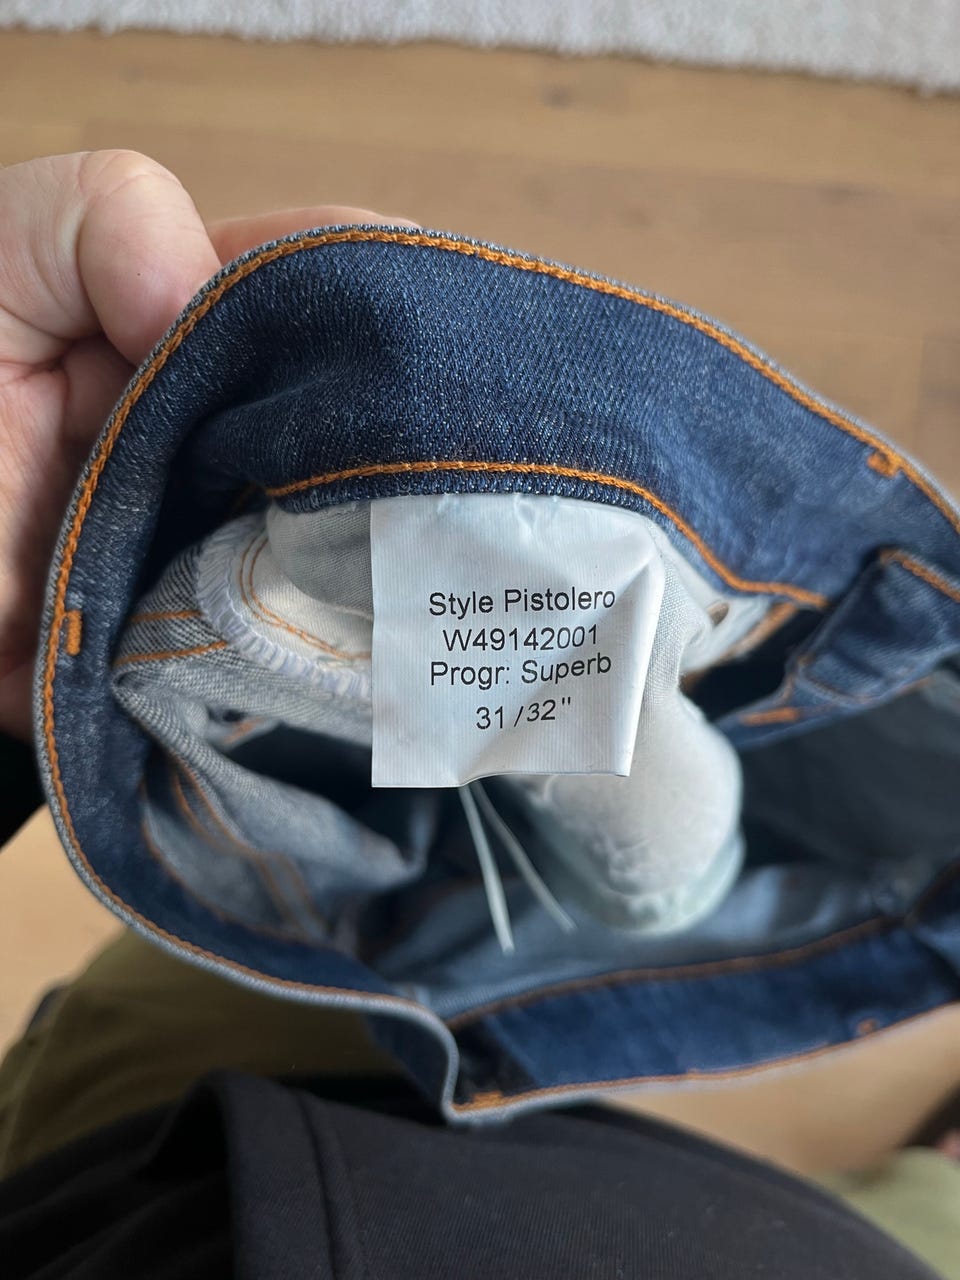 Style Pistolero
W49142001
Progr: Superb
31/32"